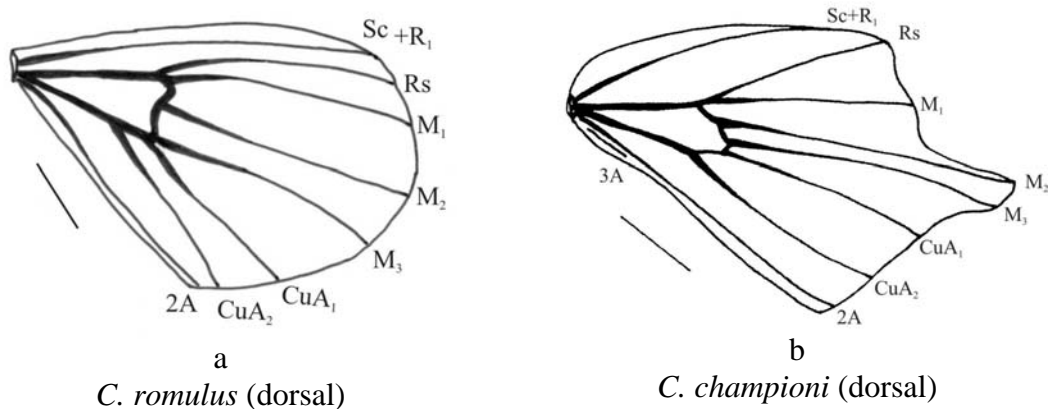 Sc +R₁
Rs
M₁
M₂
M₃
CuA₁
CuA₂
2A
a
C. romulus (dorsal)
Sc+R₁
Rs
M₁
M₂
M₃
CuA₁
CuA₂
2A
3A
b
C. championi (dorsal)